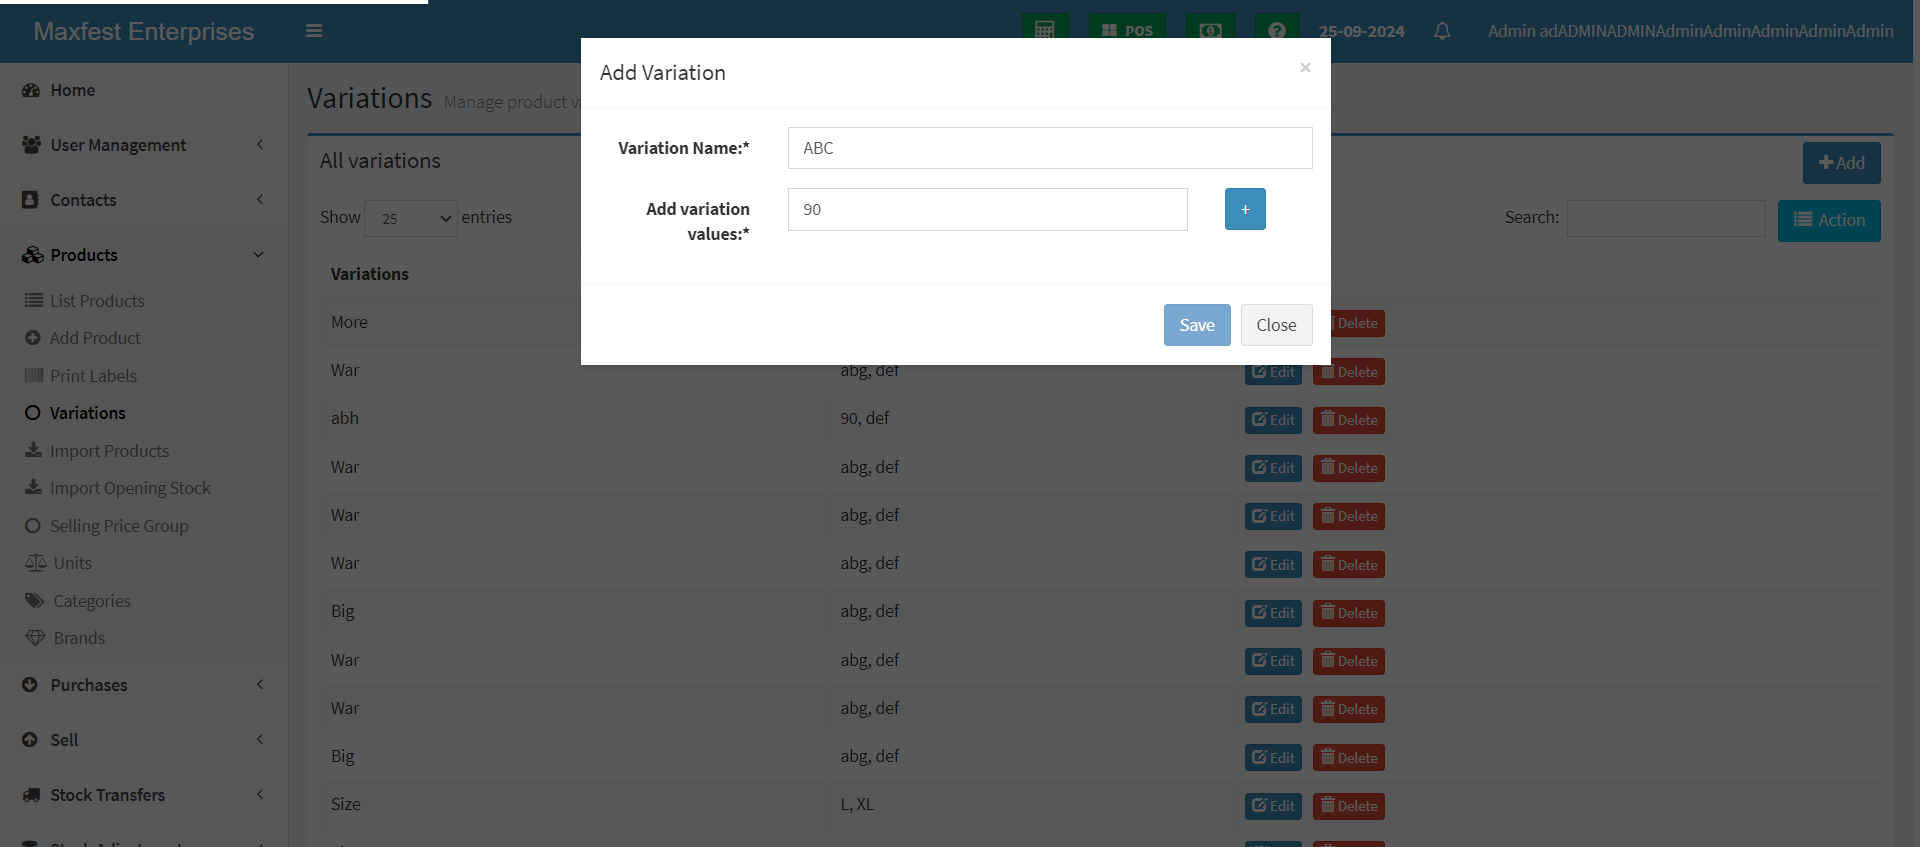 Maxfest Enterprises
POS
25-09-2024
Admin adADMINADMINAdminAdminAdminAdminAdmin
Home
User Management
Contacts
Products
List Products
Add Product
Print Labels
Variations
Import Products
Import Opening Stock
Selling Price Group
Units
Categories
Brands
Purchases
Sell
Stock Transfers
Variations Manage product
All variations
Add
Show 25 entries
Search:
Action
Add Variation
×
Variation Name:*
ABC
Add variation values:*
90
+
Save
Close
Variations
More
Delete
War abg, def Edit Delete
abh 90, def Edit Delete
War abg, def Edit Delete
War abg, def Edit Delete
War abg, def Edit Delete
Big abg, def Edit Delete
War abg, def Edit Delete
War abg, def Edit Delete
Big abg, def Edit Delete
Size L, XL Edit Delete